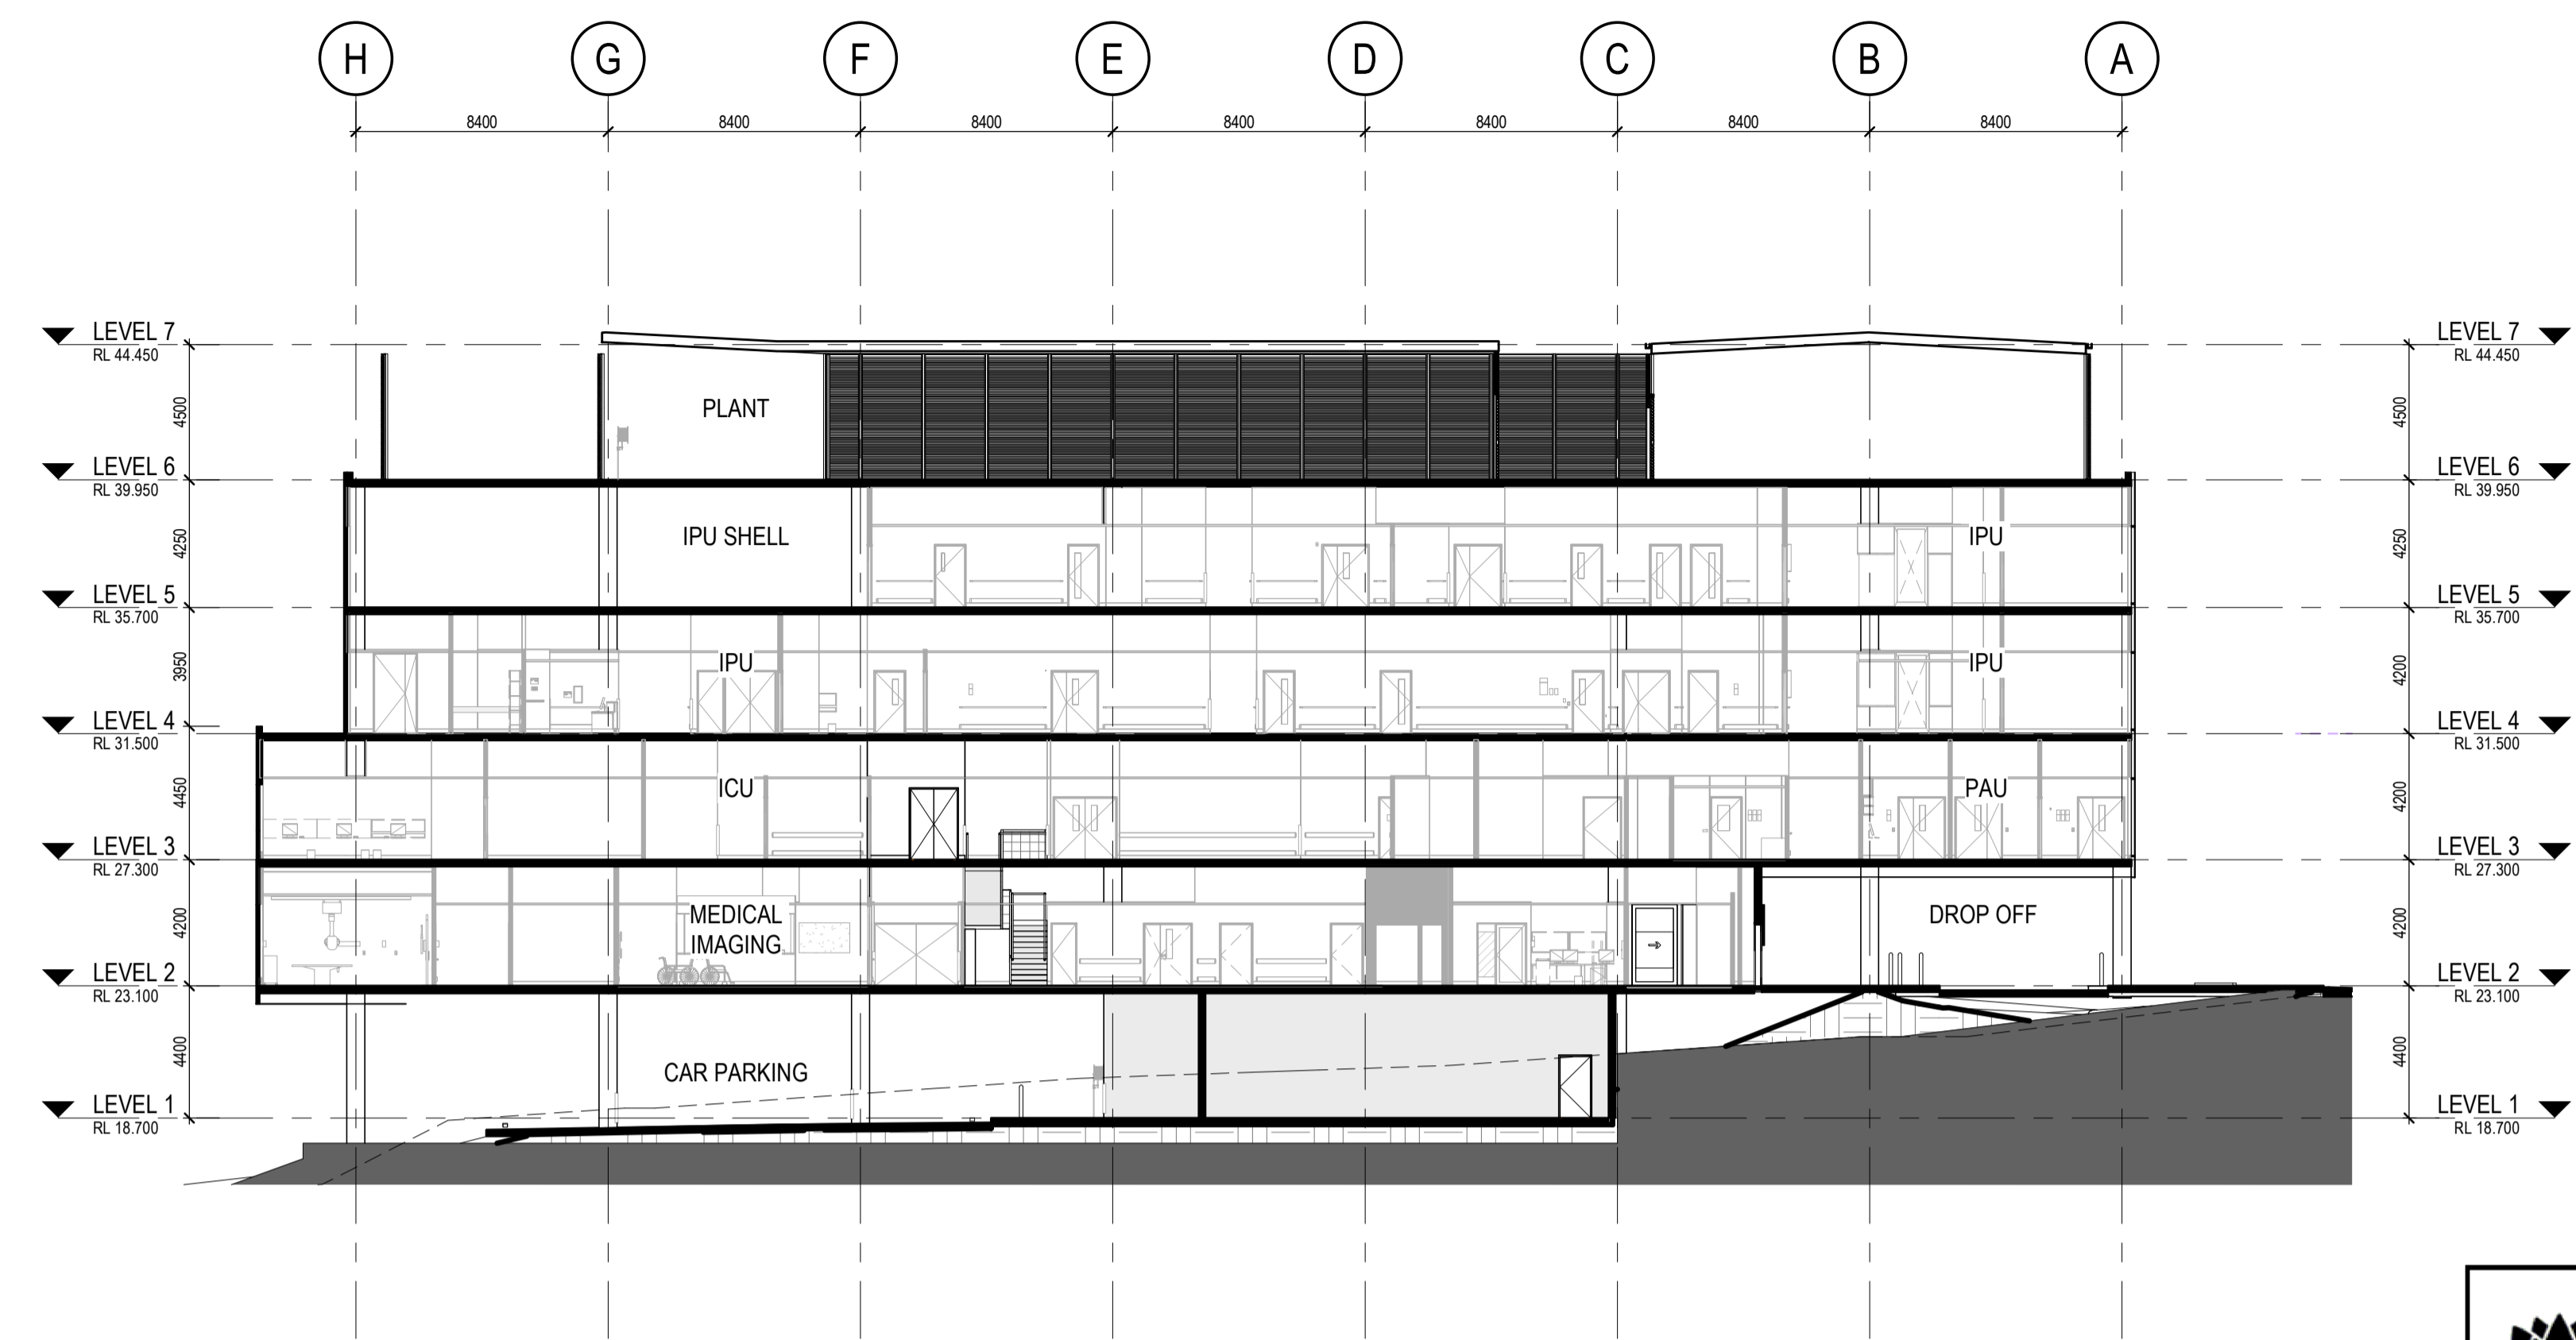 H G F E D C B A
8400 8400 8400 8400 8400 8400 8400
LEVEL 7 LEVEL 7
RL 44.450 RL 44.450
4500 PLANT 4500
LEVEL 6 LEVEL 6
RL 39.950 RL 39.950
4250 IPU SHELL IPU 4250
LEVEL 5 LEVEL 5
RL 35.700 RL 35.700
3950 IPU IPU 4200
LEVEL 4 LEVEL 4
RL 31.500 RL 31.500
4450 ICU PAU 4200
LEVEL 3 LEVEL 3
RL 27.300 RL 27.300
4200 MEDICAL DROP OFF 4200
IMAGING
LEVEL 2 LEVEL 2
RL 23.100 RL 23.100
4400 CAR PARKING 4400
LEVEL 1 LEVEL 1
RL 18.700 RL 18.700